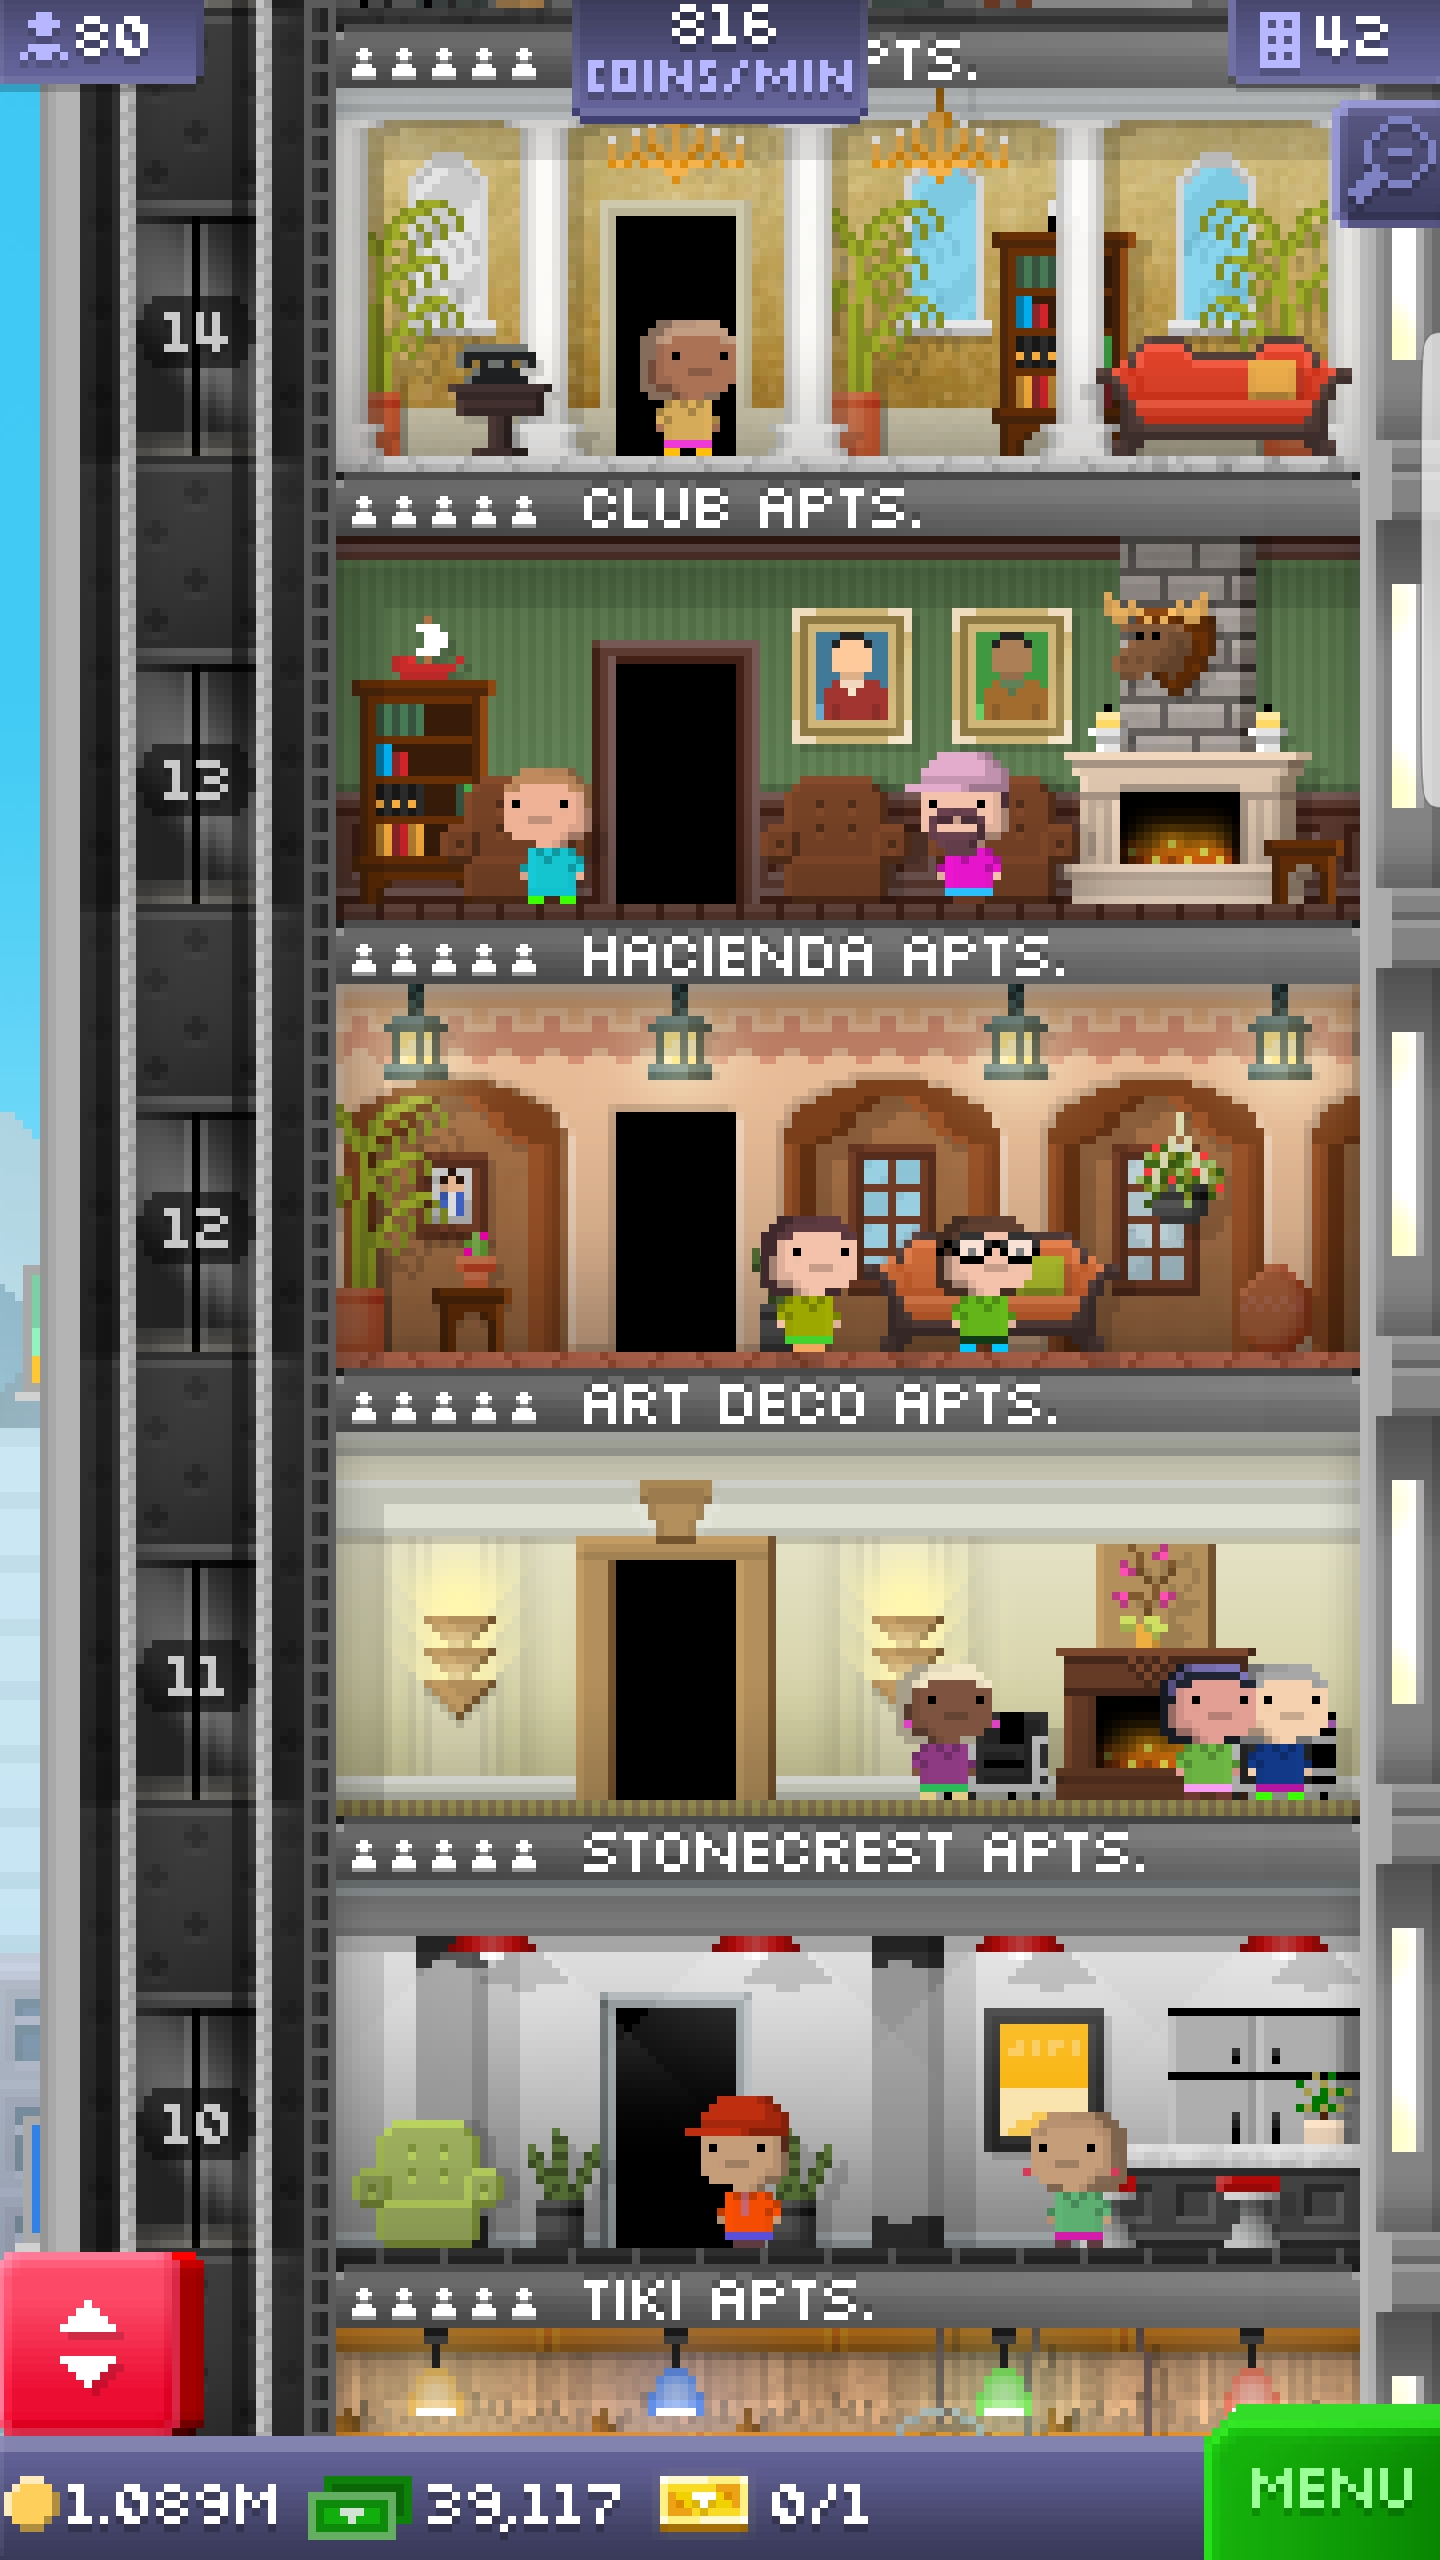 80
816
COINS/MIN
42
PTS.
14
CLUB APTS.
13
HACIENDA APTS.
12
ART DECO APTS.
11
STONECREST APTS.
10
TIKI APTS.
1.089M
39,117
0/1
MENU